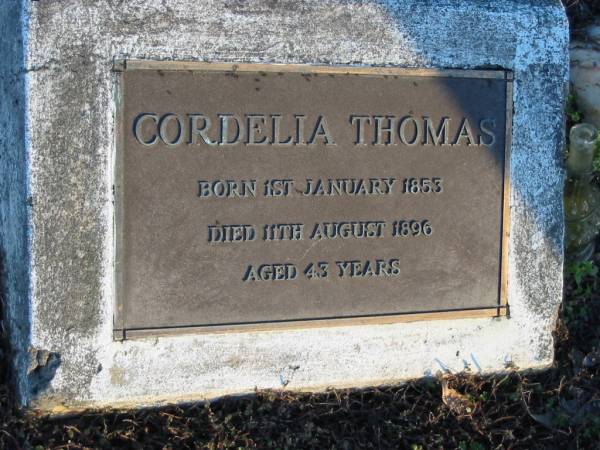 CORDELIA THOMAS
BORN 1ST JANUARY 1853
DIED 11TH AUGUST 1896
AGED 43 YEARS